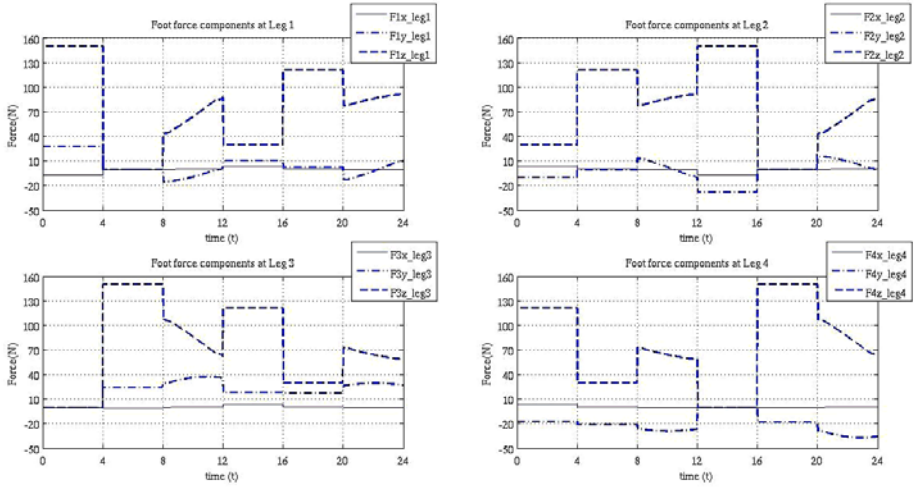 Foot force components at Leg 1
F1x_leg1
F1y_leg1
F1z_leg1
Force(N)
160
130
100
70
40
10
-20
-50
0 4 8 12 16 20 24
time (t)
Foot force components at Leg 2
F2x_leg2
F2y_leg2
F2z_leg2
Force(N)
160
130
100
70
40
10
-20
-50
0 4 8 12 16 20 24
time (t)
Foot force components at Leg 3
F3x_leg3
F3y_leg3
F3z_leg3
Force(N)
160
130
100
70
40
10
-20
-50
0 4 8 12 16 20 24
time (t)
Foot force components at Leg 4
F4x_leg4
F4y_leg4
F4z_leg4
Force(N)
160
130
100
70
40
10
-20
-50
0 4 8 12 16 20 24
time (t)